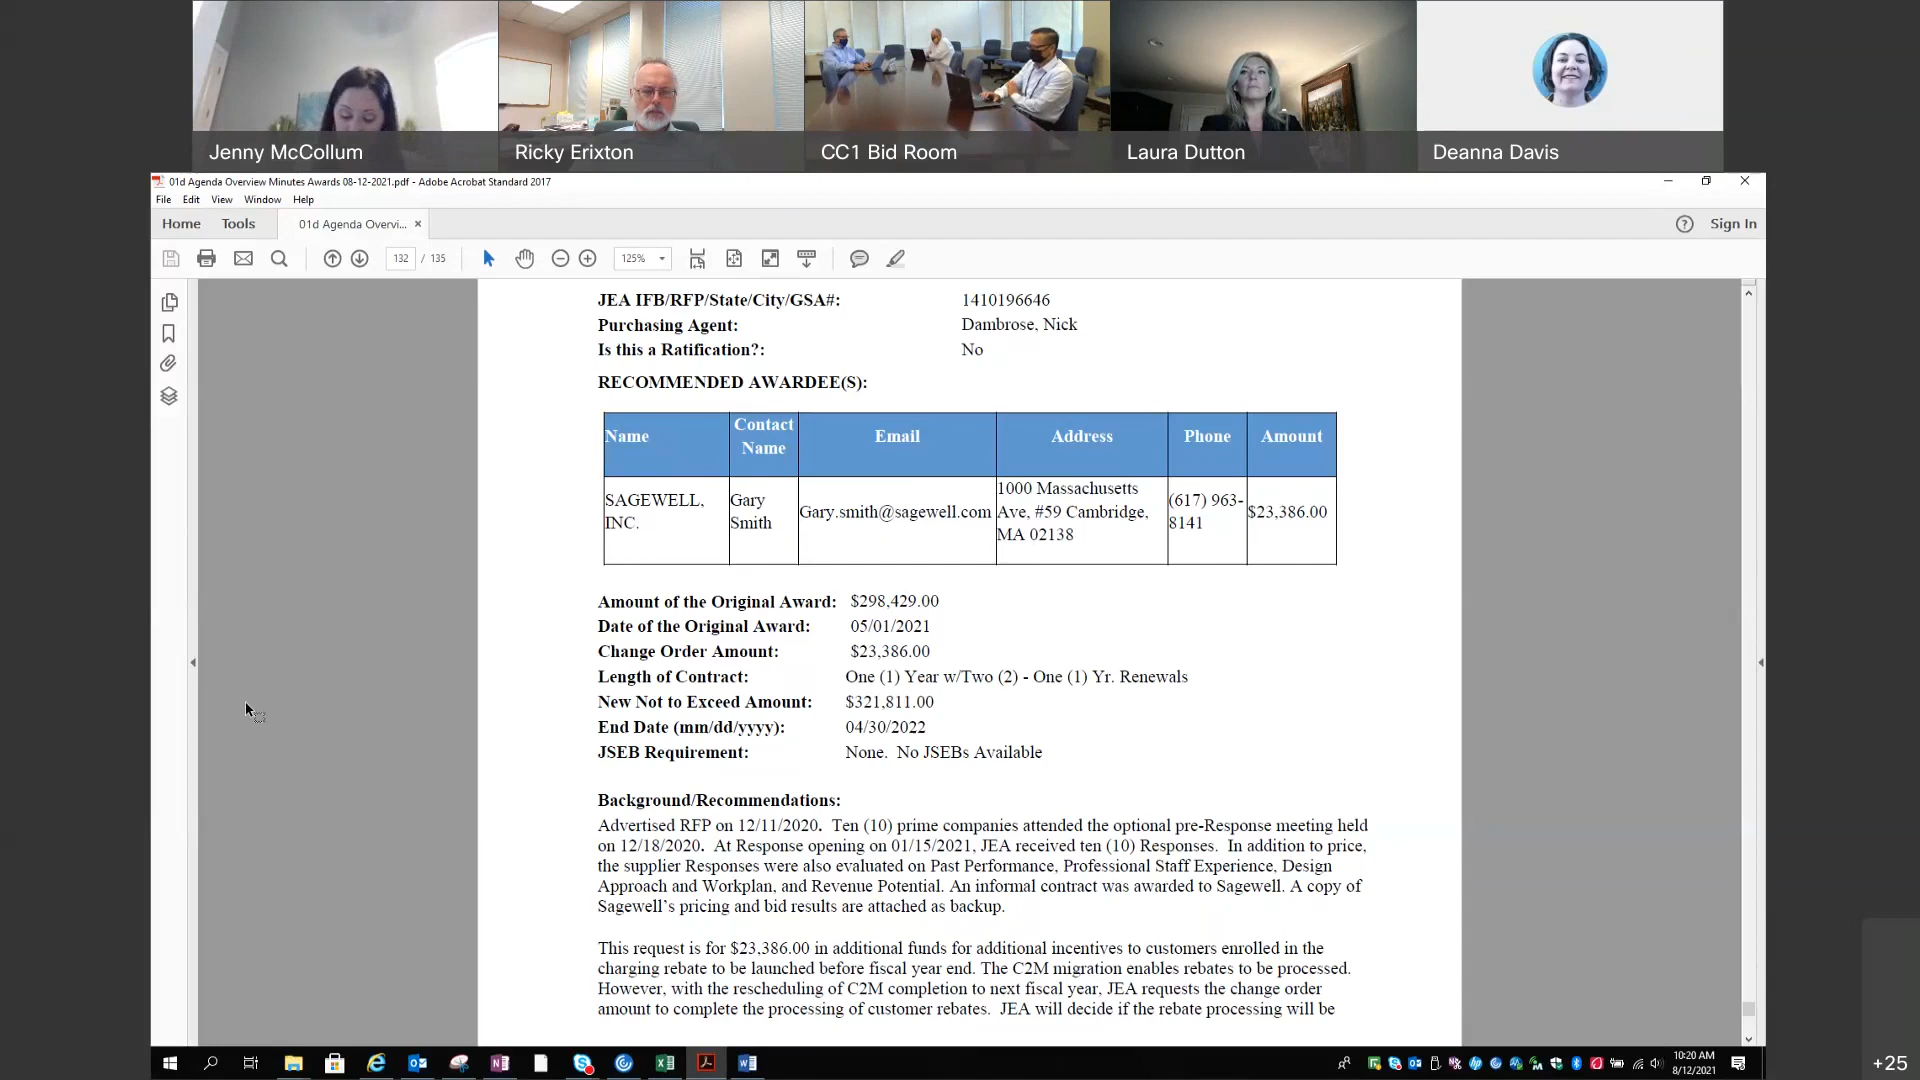 Jenny McCollum
Ricky Erixton
CC1 Bid Room
Laura Dutton
Deanna Davis
01d Agenda Overview Minutes Awards 08-12-2021.pdf - Adobe Acrobat Standard 2017
File Edit View Window Help
Home Tools 01d Agenda Overvi... × Sign In
132 / 135 125%
JEA IFB/RFP/State/City/GSA#: 1410196646
Purchasing Agent: Dambrose, Nick
Is this a Ratification?: No
RECOMMENDED AWARDEE(S):
Name Contact Name Email Address Phone Amount
SAGEWELL, INC.
Gary Smith
Gary.smith@sagewell.com
1000 Massachusetts
Ave, #59 Cambridge,
MA 02138
(617) 963-
8141
$23,386.00
Amount of the Original Award: $298,429.00
Date of the Original Award: 05/01/2021
Change Order Amount: $23,386.00
Length of Contract: One (1) Year w/Two (2) - One (1) Yr. Renewals
New Not to Exceed Amount: $321,811.00
End Date (mm/dd/yyyy): 04/30/2022
JSEB Requirement: None. No JSEBs Available
Background/Recommendations:
Advertised RFP on 12/11/2020. Ten (10) prime companies attended the optional pre-Response meeting held
on 12/18/2020. At Response opening on 01/15/2021, JEA received ten (10) Responses. In addition to price,
the supplier Responses were also evaluated on Past Performance, Professional Staff Experience, Design
Approach and Workplan, and Revenue Potential. An informal contract was awarded to Sagewell. A copy of
Sagewell's pricing and bid results are attached as backup.
This request is for $23,386.00 in additional funds for additional incentives to customers enrolled in the
charging rebate to be launched before fiscal year end. The C2M migration enables rebates to be processed.
However, with the rescheduling of C2M completion to next fiscal year, JEA requests the change order
amount to complete the processing of customer rebates. JEA will decide if the rebate processing will be
10:20 AM
8/12/2021
+25